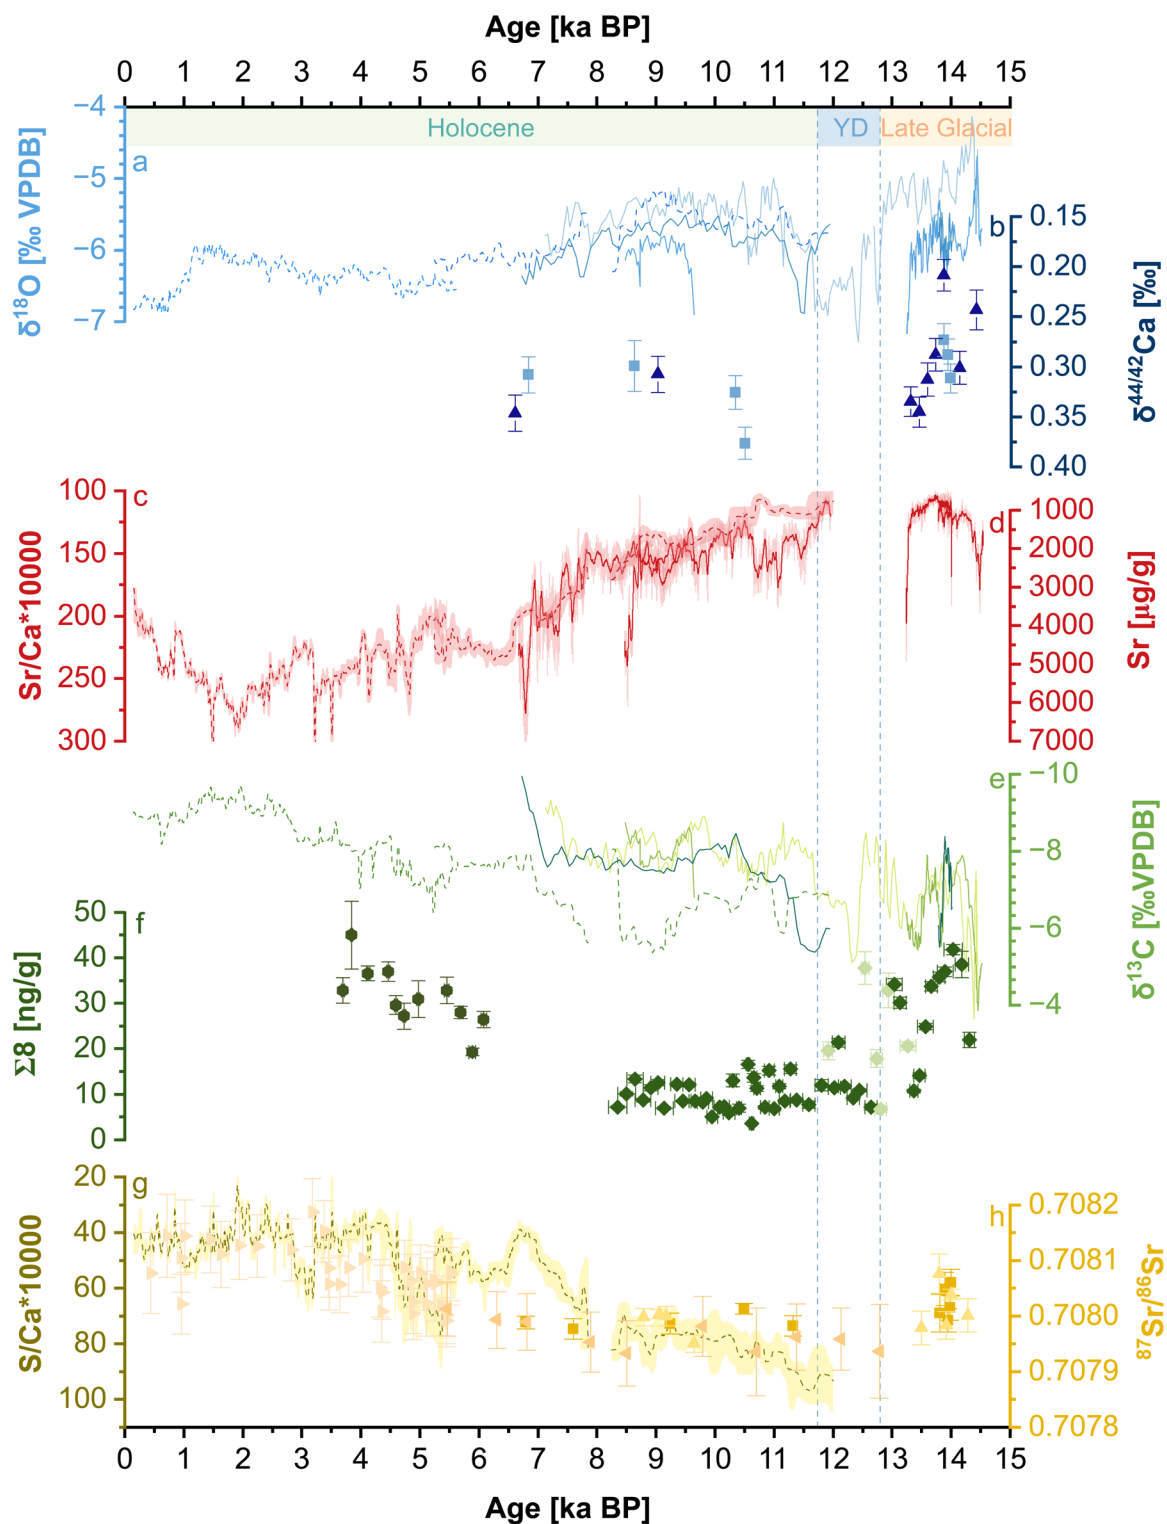 Age [ka BP]
0 1 2 3 4 5 6 7 8 9 10 11 12 13 14 15
Holocene YD Late Glacial
a
−4
−5
−6
−7
δ18O [‰ VPDB]
b
0.15
0.20
0.25
0.30
0.35
0.40
δ44/42Ca [‰]
c
100
150
200
250
300
Sr/Ca*10000
d
1000
2000
3000
4000
5000
6000
7000
Sr [µg/g]
e
−10
−8
−6
−4
δ13C [‰VPDB]
f
50
40
30
20
10
0
Σ8 [ng/g]
g
20
40
60
80
100
S/Ca*10000
h
0.7082
0.7081
0.7080
0.7079
0.7078
87Sr/86Sr
0 1 2 3 4 5 6 7 8 9 10 11 12 13 14 15
Age [ka BP]